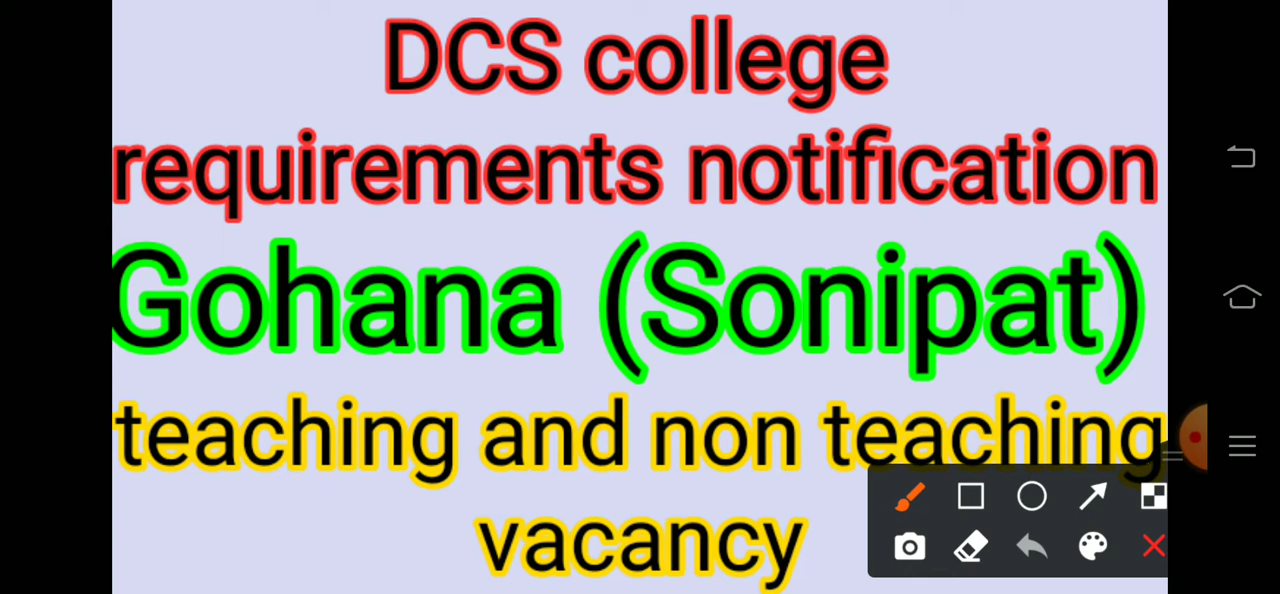 DCS college
requirements notification
Gohana (Sonipat)
teaching and non teaching
vacancy